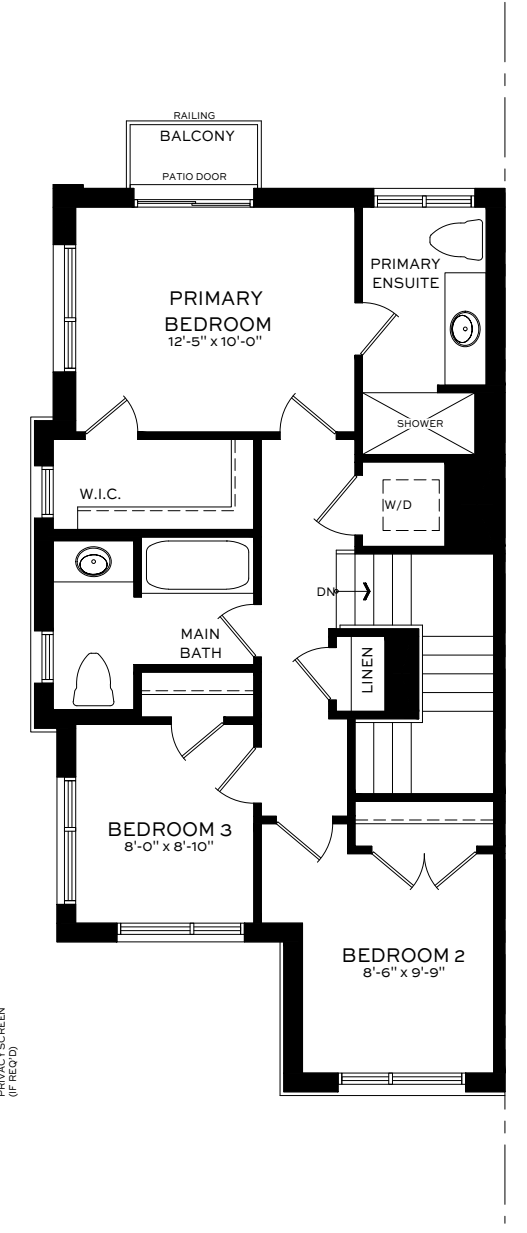 RAILING
BALCONY
PATIO DOOR
PRIMARY
BEDROOM
12'-5" x 10'-0"
PRIMARY
ENSUITE
SHOWER
W.I.C.
W/D
DN
MAIN
BATH
LINEN
BEDROOM 3
8'-0" x 8'-10"
BEDROOM 2
8'-6" x 9'-9"
PRIVACY SCREEN
(IF REQ'D)